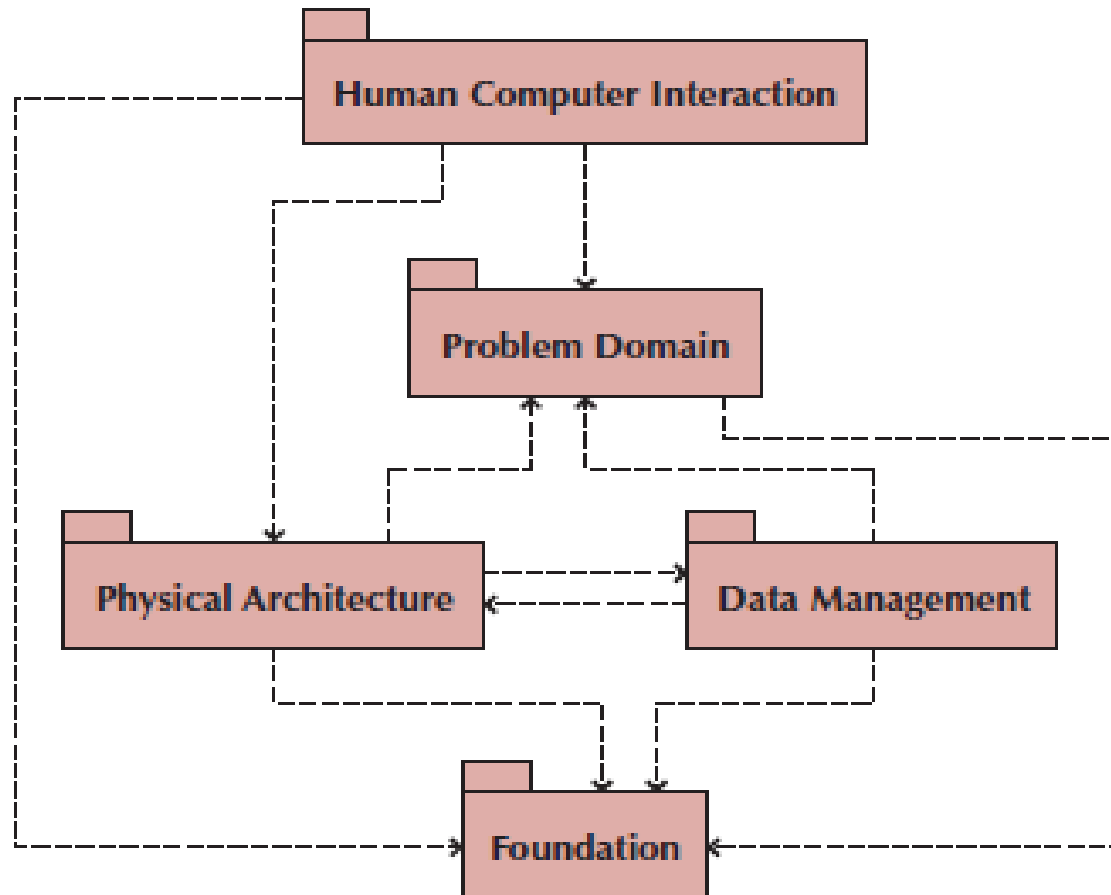 Human Computer Interaction
Problem Domain
Physical Architecture
Data Management
Foundation